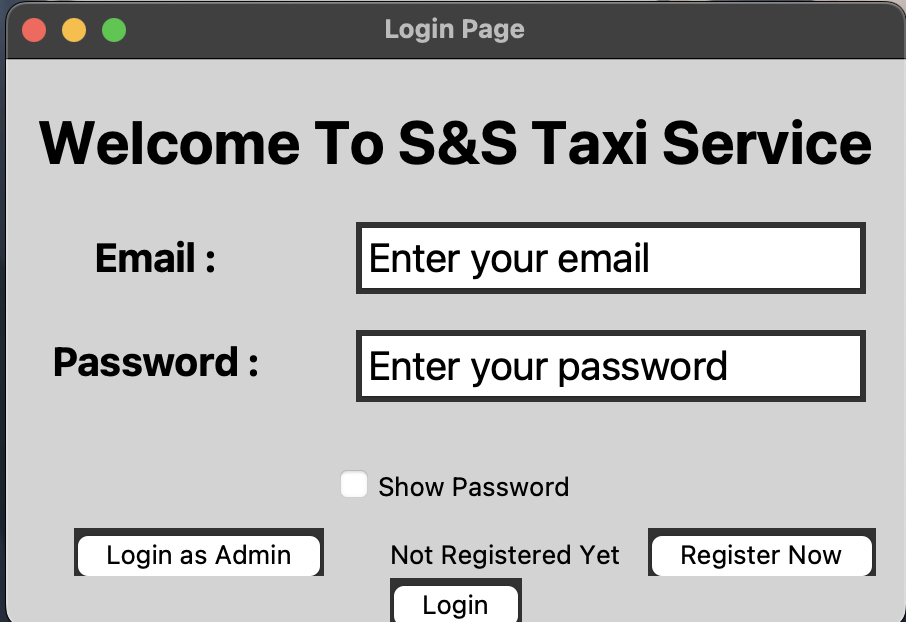 Login Page
Welcome To S&S Taxi Service
Email :
Enter your email
Password :
Enter your password
Show Password
Login as Admin
Not Registered Yet
Register Now
Login